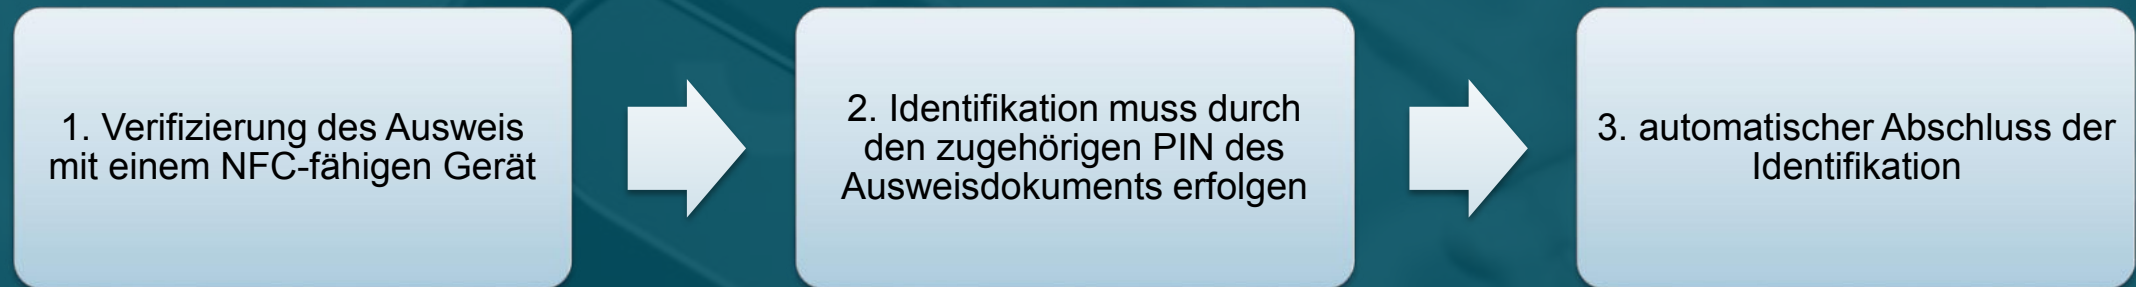 1. Verifizierung des Ausweis
mit einem NFC-fähigen Gerät
2. Identifikation muss durch
den zugehörigen PIN des
Ausweisdokuments erfolgen
3. automatischer Abschluss der
Identifikation